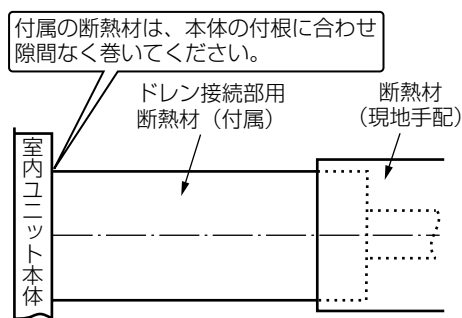 付属の断熱材は、本体の付根に合わせ
隙間なく巻いてください。
ドレン接続部用
断熱材（付属）
断熱材
（現地手配）
室内ユニット本体